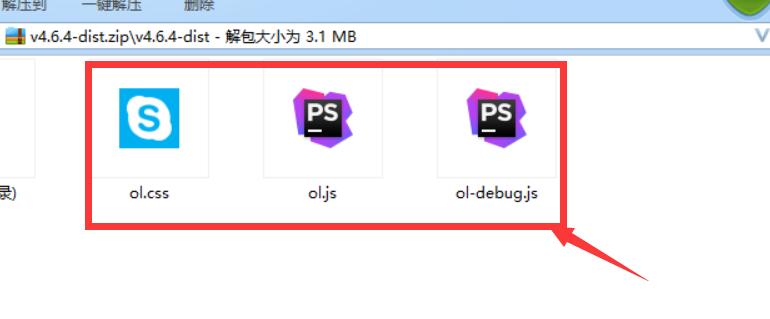 解压到 一键解压 删除
v4.6.4-dist.zip\v4.6.4-dist - 解包大小为 3.1 MB
S PS PS
录) ol.css ol.js ol-debug.js